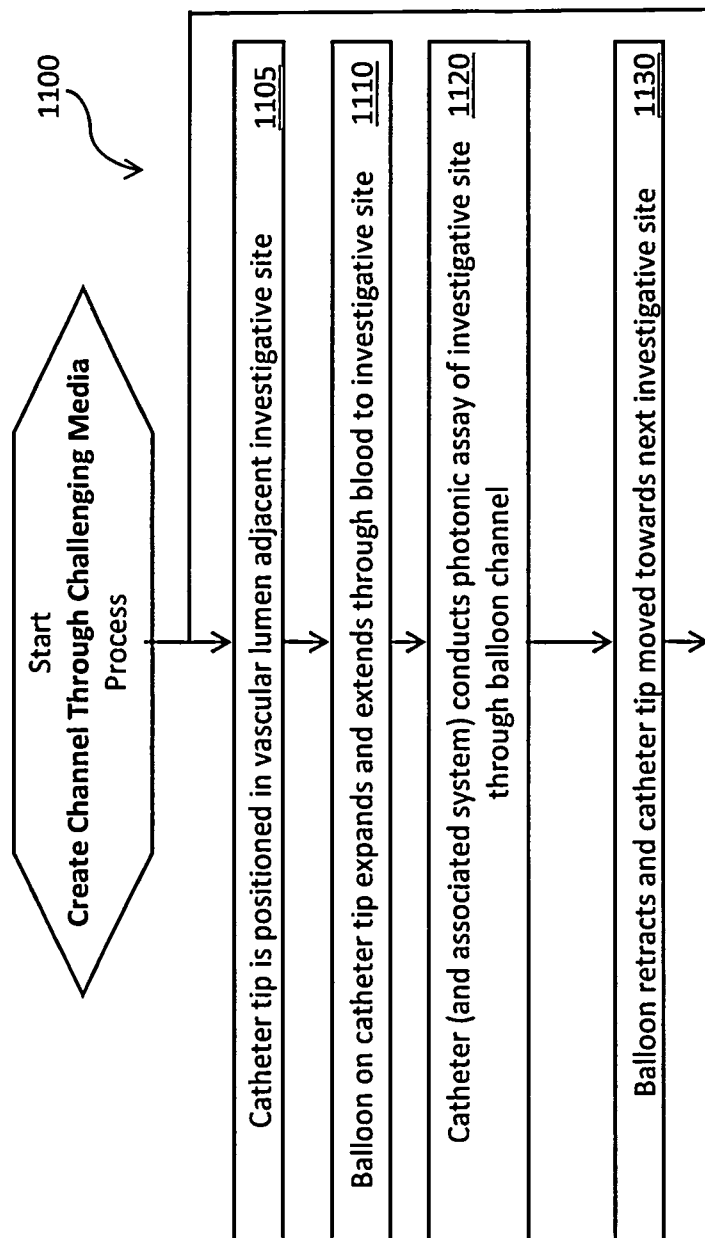 1100
Start
Create Channel Through Challenging Media
Process
Catheter tip is positioned in vascular lumen adjacent investigative site 1105
Balloon on catheter tip expands and extends through blood to investigative site 1110
Catheter (and associated system) conducts photonic assay of investigative site 1120
through balloon channel
Balloon retracts and catheter tip moved towards next investigative site 1130